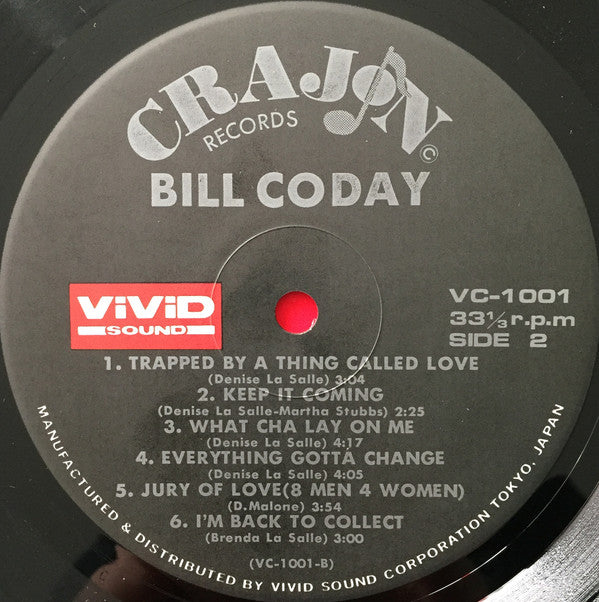 CRAJON
RECORDS
©
BILL CODAY
ViViD
SOUND
VC-1001
33⅓ r.p.m
SIDE 2
1. TRAPPED BY A THING CALLED LOVE
(Denise La Salle) 3:04
2. KEEP IT COMING
(Denise La Salle-Martha Stubbs) 2:25
3. WHAT CHA LAY ON ME
(Denise La Salle) 4:17
4. EVERYTHING GOTTA CHANGE
(Denise La Salle) 4:05
5. JURY OF LOVE(8 MEN 4 WOMEN)
(D.Malone) 3:54
6. I'M BACK TO COLLECT
(Brenda La Salle) 3:00
(VC-1001-B)
MANUFACTURED & DISTRIBUTED BY VIVID SOUND CORPORATION TOKYO, JAPAN